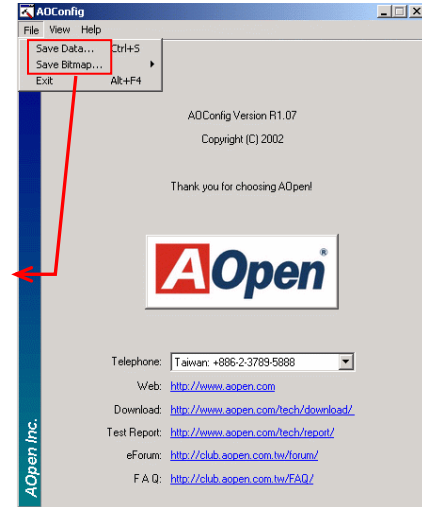 AOConfig
File View Help
Save Data... Ctrl+S
Save Bitmap...
Exit Alt+F4
AOConfig Version R1.07
Copyright (C) 2002
Thank you for choosing AOpen!
AOpen®
Telephone: Taiwan: +886-2-3789-5888
Web: http://www.aopen.com
Download: http://www.aopen.com/tech/download/
Test Report: http://www.aopen.com/tech/report/
eForum: http://club.aopen.com.tw/forum/
F A Q: http://club.aopen.com.tw/FAQ/
AOpen Inc.